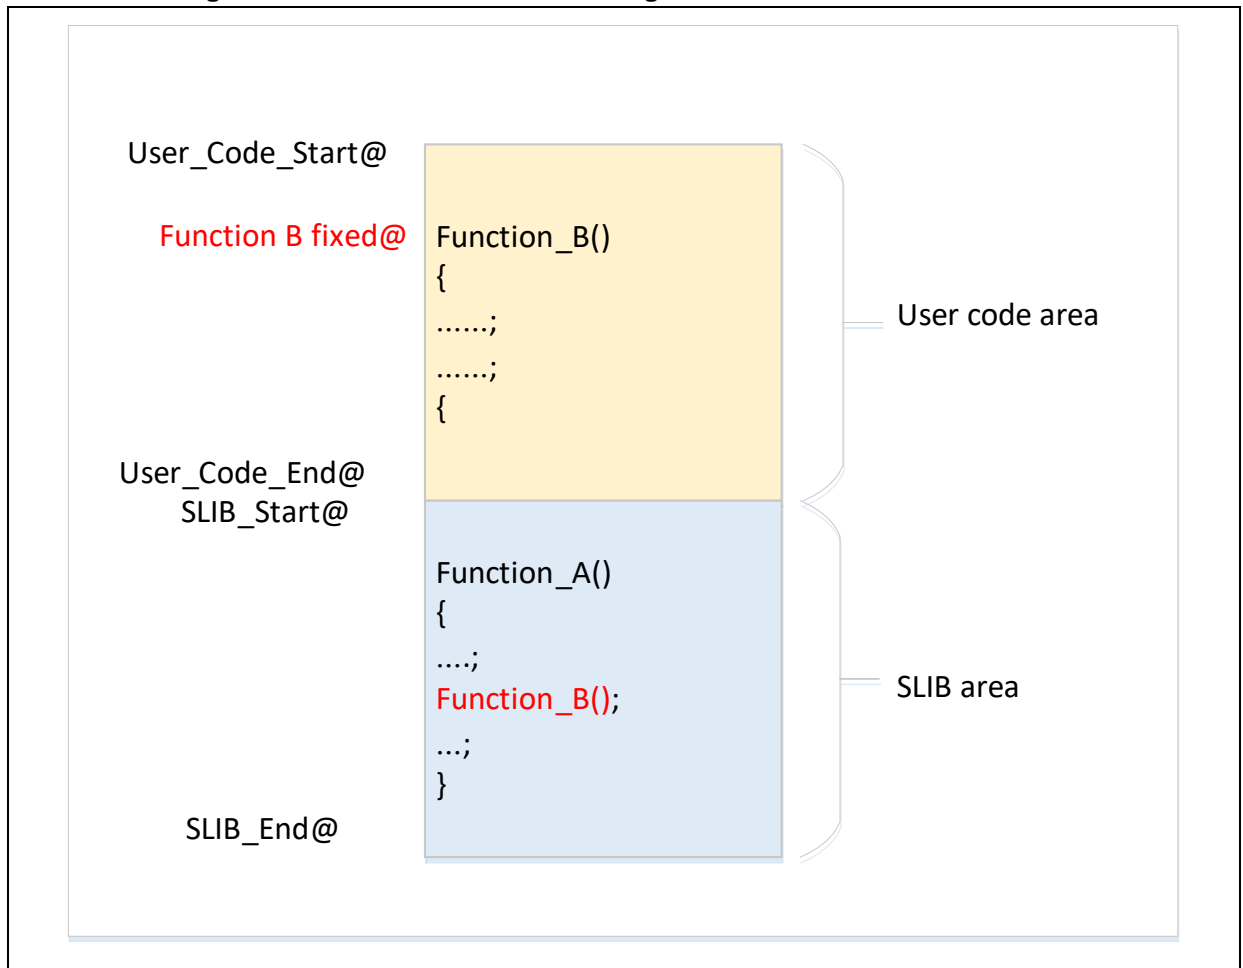 User_Code_Start@
Function B fixed@
Function_B()
{
......;
......;
{
User code area
User_Code_End@
SLIB_Start@
Function_A()
{
....;
Function_B();
...;
}
SLIB area
SLIB_End@